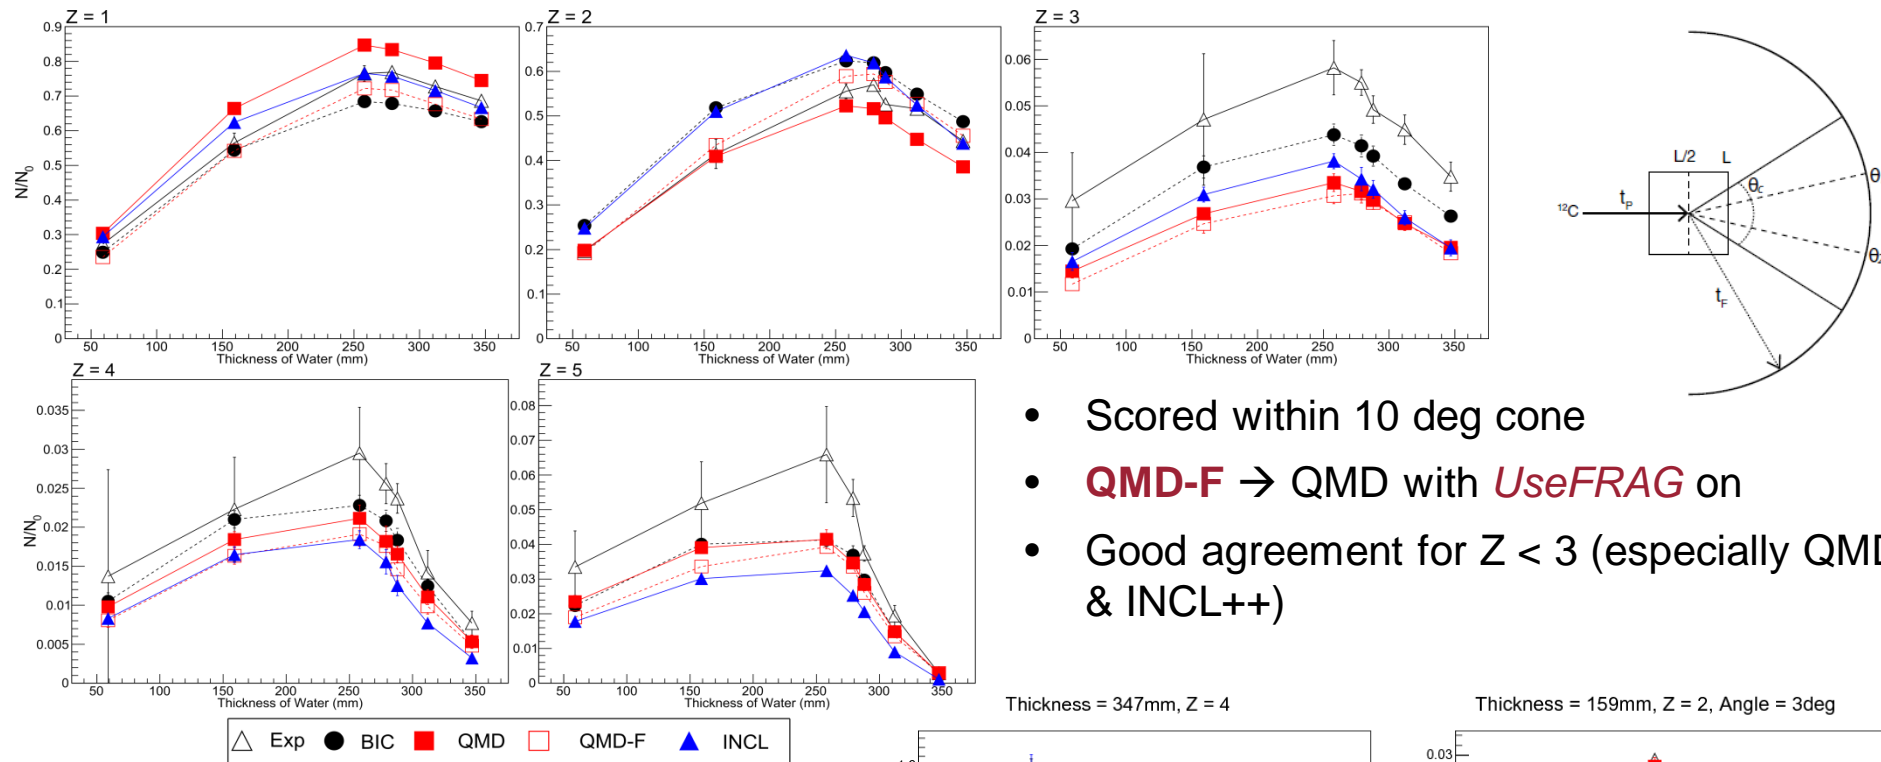 Z = 1
0.9
0.8
0.7
0.6
0.5
0.4
0.3
0.2
0.1
0
N/N0
50 100 150 200 250 300 350
Thickness of Water (mm)
Z = 2
0.7
0.6
0.5
0.4
0.3
0.2
0.1
0
50 100 150 200 250 300 350
Thickness of Water (mm)
Z = 3
0.06
0.05
0.04
0.03
0.02
0.01
0
50 100 150 200 250 300 350
Thickness of Water (mm)
L/2 L
θC
θ
tP
12C
tF
Z = 4
0.035
0.03
0.025
0.02
0.015
0.01
0.005
0
N/N0
50 100 150 200 250 300 350
Thickness of Water (mm)
Z = 5
0.08
0.07
0.06
0.05
0.04
0.03
0.02
0.01
0
50 100 150 200 250 300 350
Thickness of Water (mm)
• Scored within 10 deg cone
• QMD-F → QMD with UseFRAG on
• Good agreement for Z < 3 (especially QMD
& INCL++)
Exp BIC QMD QMD-F INCL
Thickness = 347mm, Z = 4
Thickness = 159mm, Z = 2, Angle = 3deg
0.03